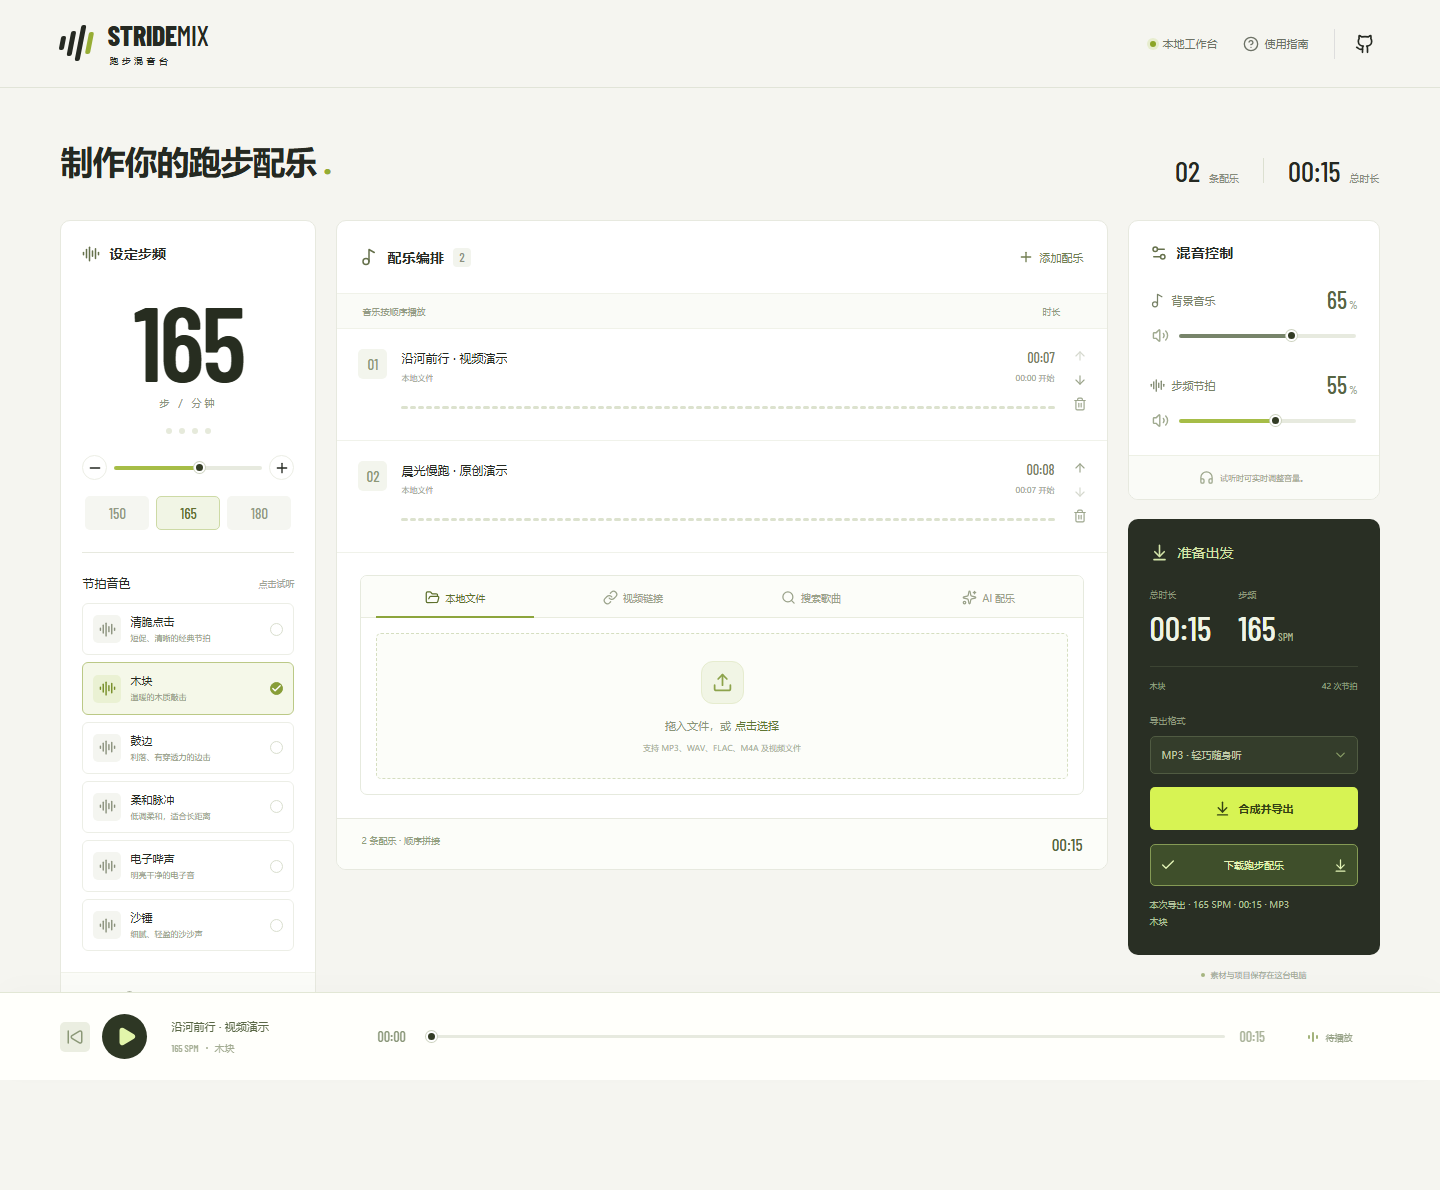 STRIDEMIX
跑步混音台
本地工作台
使用指南
制作你的跑步配乐.
02 条配乐
00:15 总时长
设定步频
165
步 / 分钟
150
165
180
节拍音色
点击试听
清脆点击
短促、清晰的经典节拍
木块
温暖的木质敲击
鼓边
利落、有穿透力的边击
柔和脉冲
低调柔和，适合长距离
电子哔声
明亮干净的电子音
沙锤
细腻、轻盈的沙沙声
配乐编排 2
添加配乐
音乐按顺序播放
时长
01
沿河前行 · 视频演示
本地文件
00:07
00:00 开始
02
晨光慢跑 · 原创演示
本地文件
00:08
00:07 开始
本地文件
视频链接
搜索歌曲
AI 配乐
拖入文件，或 点击选择
支持 MP3、WAV、FLAC、M4A 及视频文件
2 条配乐 · 顺序拼接
00:15
混音控制
背景音乐
65 %
步频节拍
55 %
试听时可实时调整音量。
准备出发
总时长
步频
00:15
165 SPM
木块
42 次节拍
导出格式
MP3 · 轻巧随身听
合成并导出
下载跑步配乐
本次导出 · 165 SPM · 00:15 · MP3
木块
素材与项目保存在这台电脑
沿河前行 · 视频演示
165 SPM · 木块
00:00
00:15
待播放